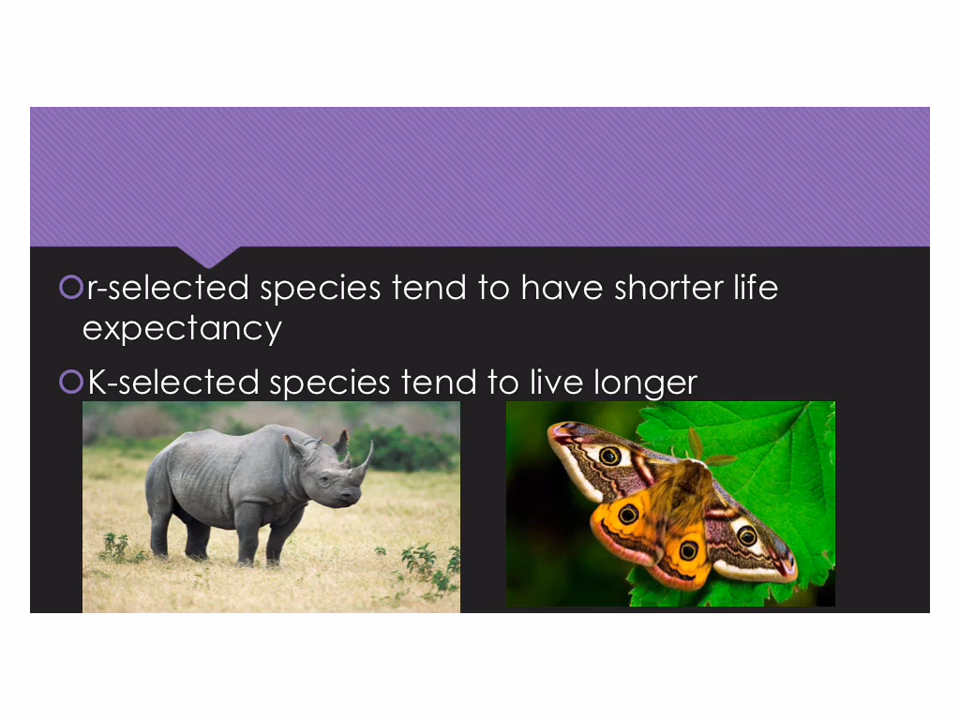 r-selected species tend to have shorter life
expectancy
K-selected species tend to live longer